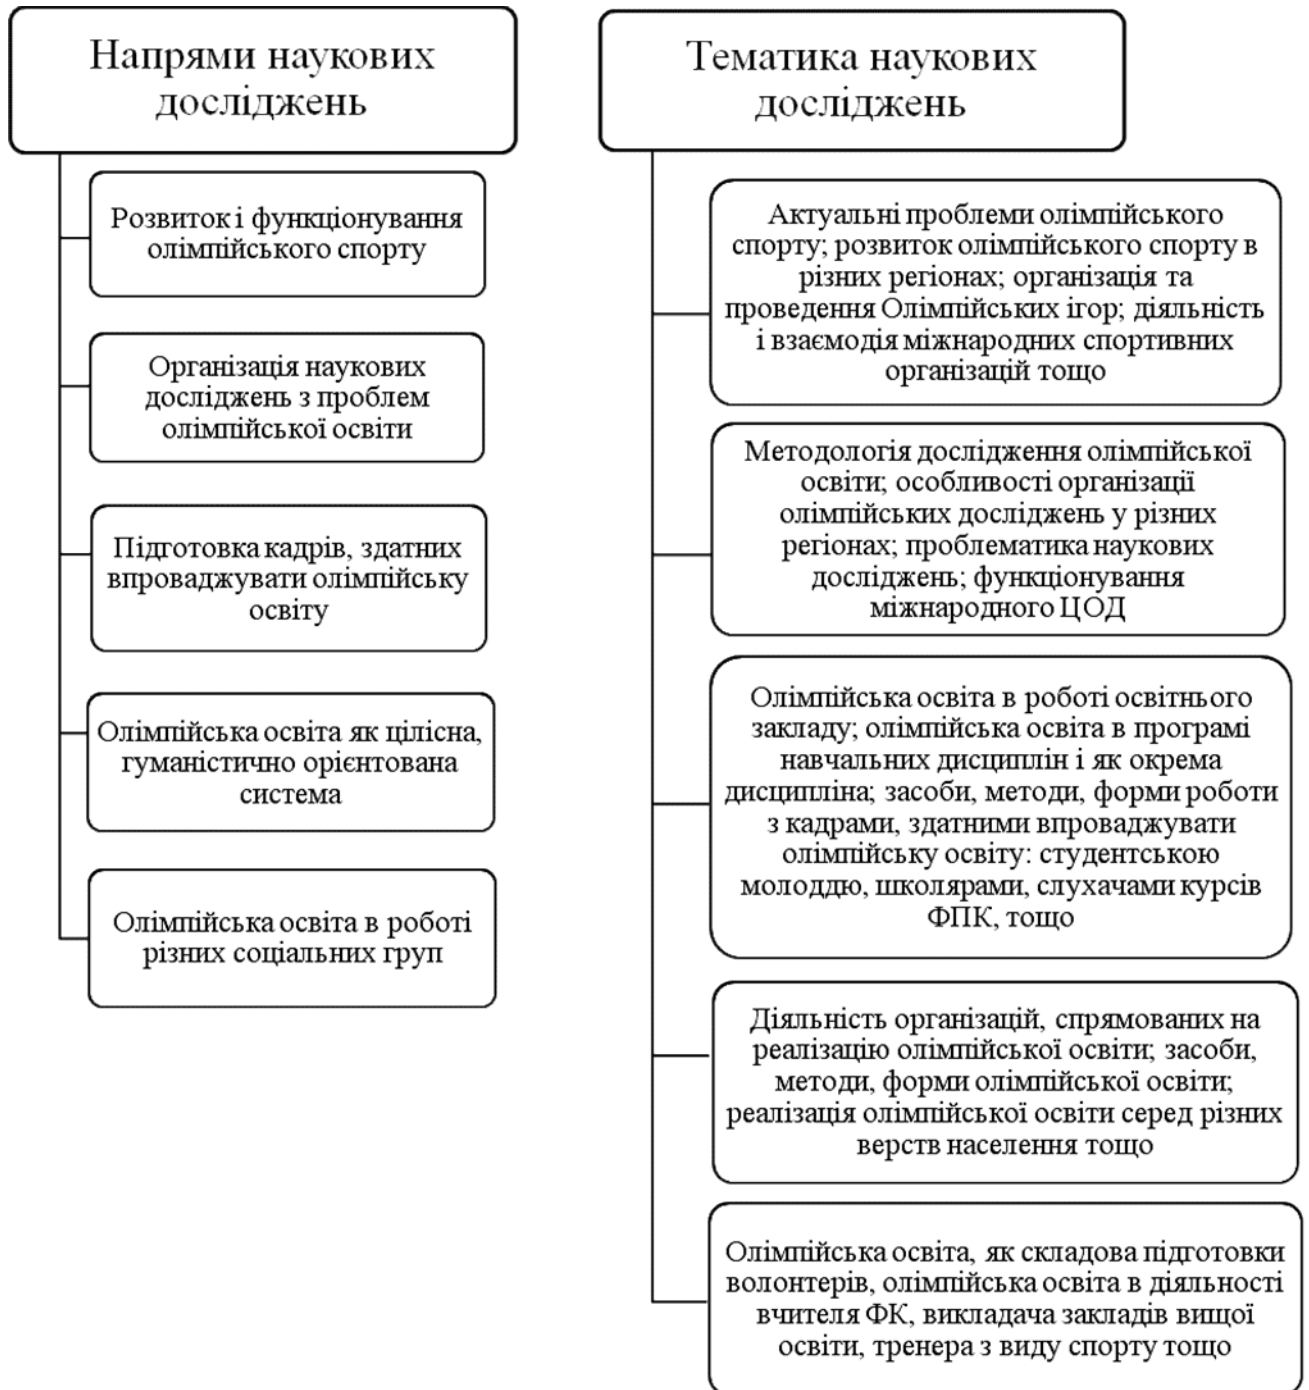 Напрями наукових
досліджень
Розвиток і функціонування
олімпійського спорту
Організація наукових
досліджень з проблем
олімпійської освіти
Підготовка кадрів, здатних
впроваджувати олімпійську
освіту
Олімпійська освіта як цілісна,
гуманістично орієнтована
система
Олімпійська освіта в роботі
різних соціальних груп
Тематика наукових
досліджень
Актуальні проблеми олімпійського
спорту; розвиток олімпійського спорту в
різних регіонах; організація та
проведення Олімпійських ігор; діяльність
і взаємодія міжнародних спортивних
організацій тощо
Методологія дослідження олімпійської
освіти; особливості організації
олімпійських досліджень у різних
регіонах; проблематика наукових
досліджень; функціонування
міжнародного ЦОД
Олімпійська освіта в роботі освітнього
закладу; олімпійська освіта в програмі
навчальних дисциплін і як окрема
дисципліна; засоби, методи, форми роботи
з кадрами, здатними впроваджувати
олімпійську освіту: студентською
молоддю, школярами, слухачами курсів
ФПК, тощо
Діяльність організацій, спрямованих на
реалізацію олімпійської освіти; засоби,
методи, форми олімпійської освіти;
реалізація олімпійської освіти серед різних
верств населення тощо
Олімпійська освіта, як складова підготовки
волонтерів, олімпійська освіта в діяльності
вчителя ФК, викладача закладів вищої
освіти, тренера з виду спорту тощо